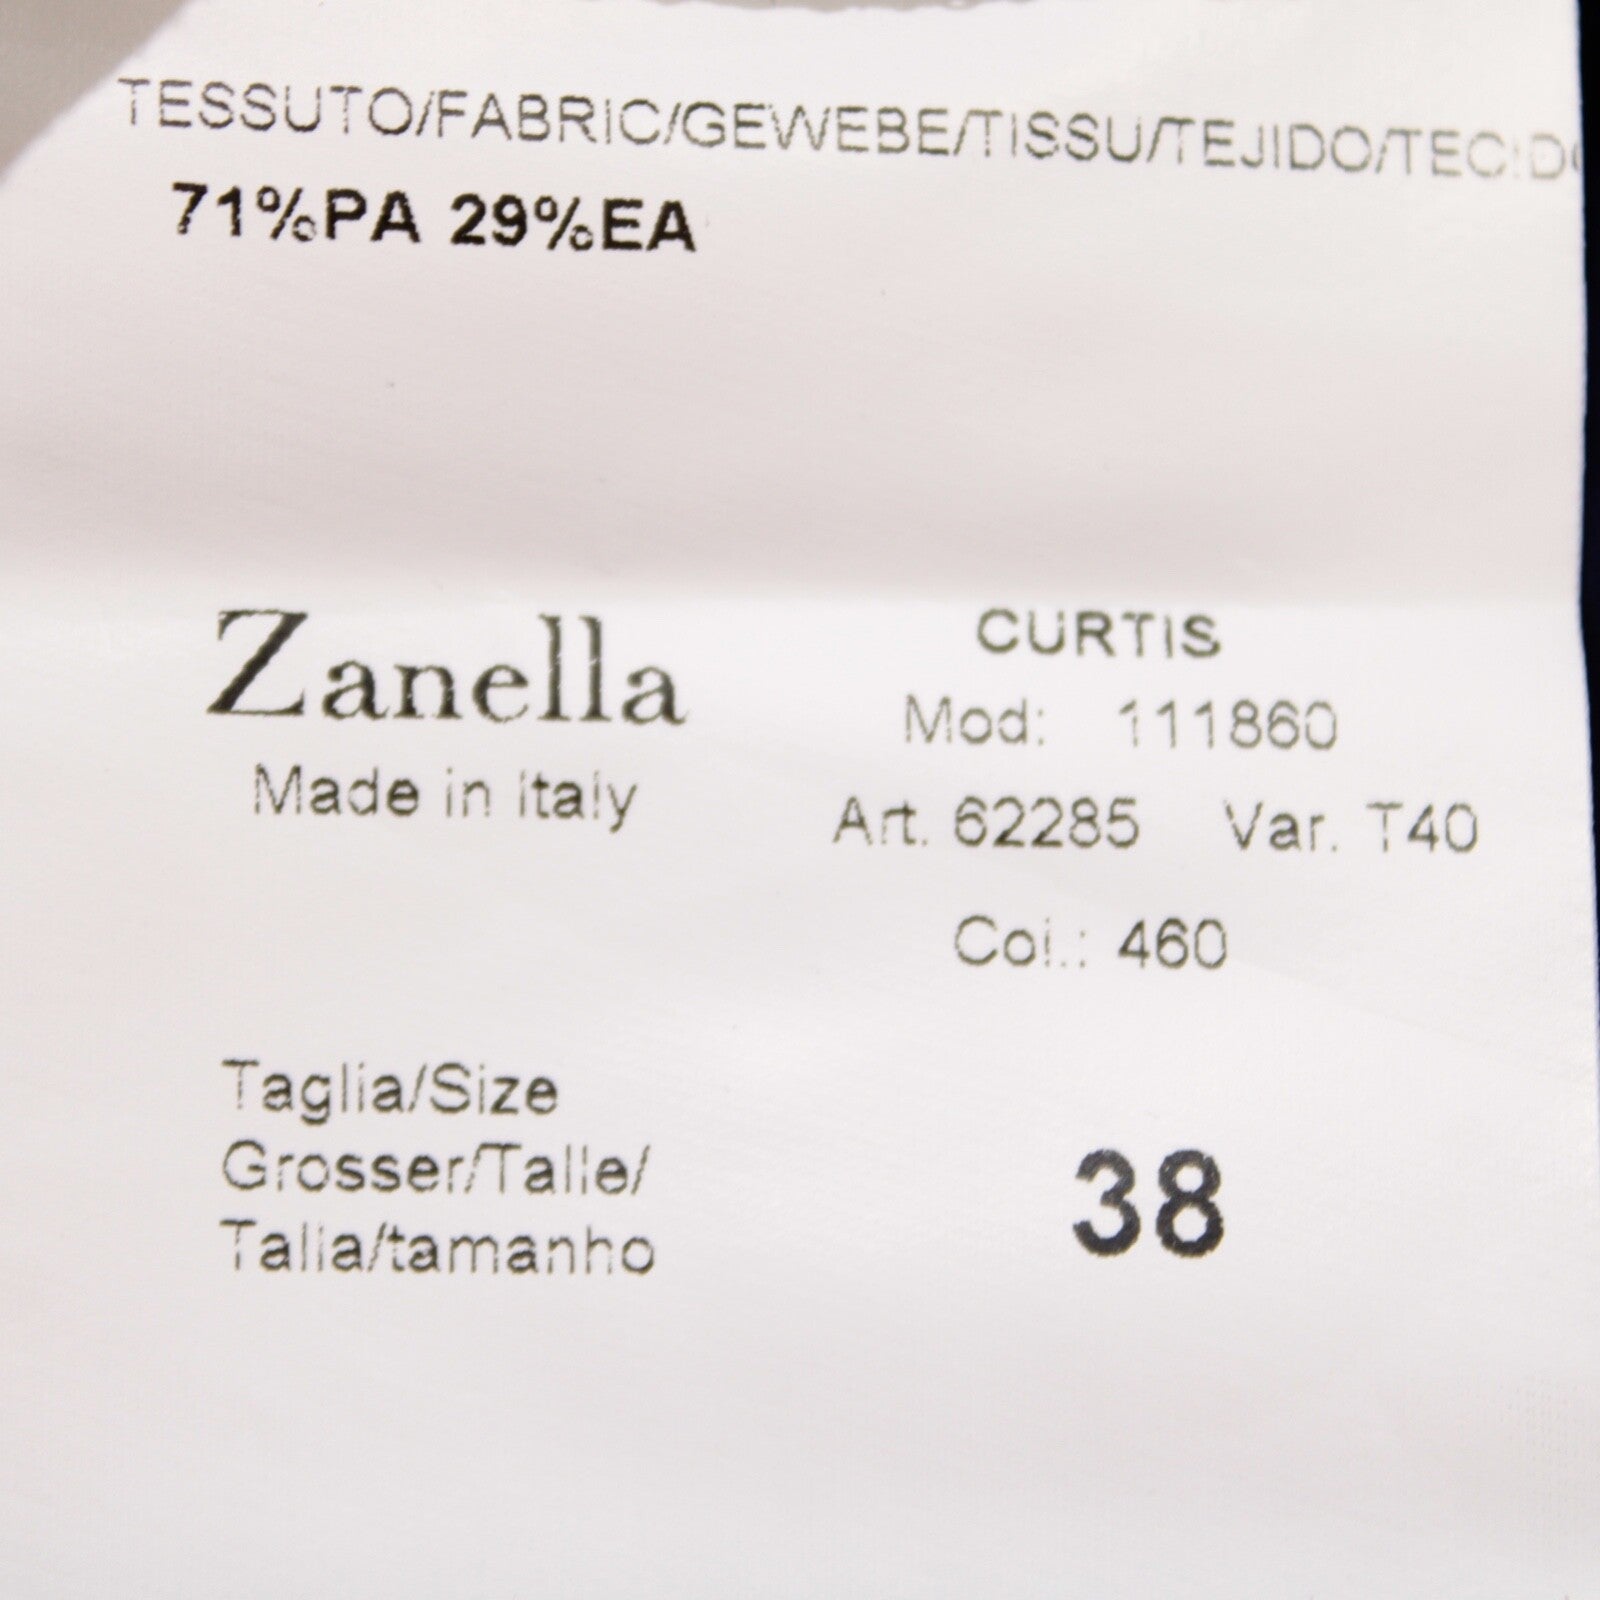 TESSUTO/FABRIC/GEWEBE/TISSU/TEJIDO/TECIDO
71%PA 29%EA
Zanella
Made in Italy
CURTIS
Mod: 111860
Art. 62285 Var. T40
Col.: 460
Taglia/Size
Grosser/Talle/
Talla/tamanho
38